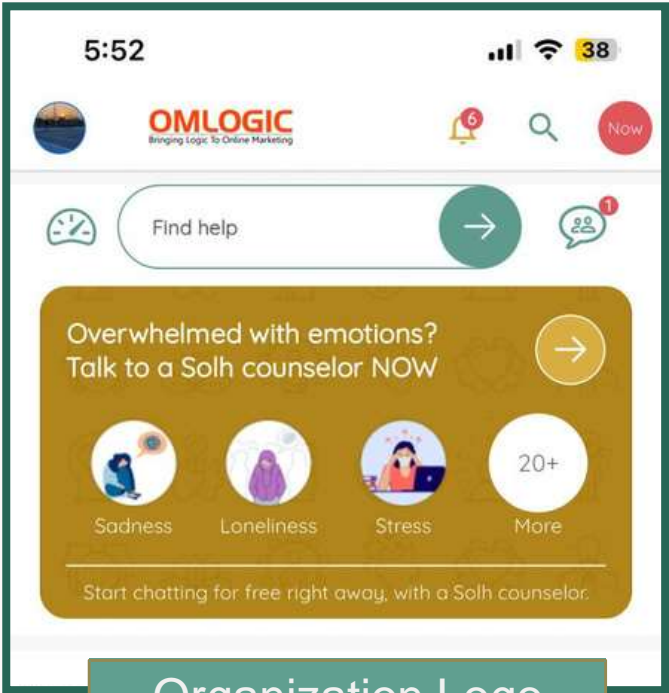 5:52
38
OMLOGIC
Bringing Logic To Online Marketing
6
Now
Find help
1
Overwhelmed with emotions?
Talk to a Solh counselor NOW
Sadness
Loneliness
Stress
20+
More
Start chatting for free right away, with a Solh counselor.
Organization Logo